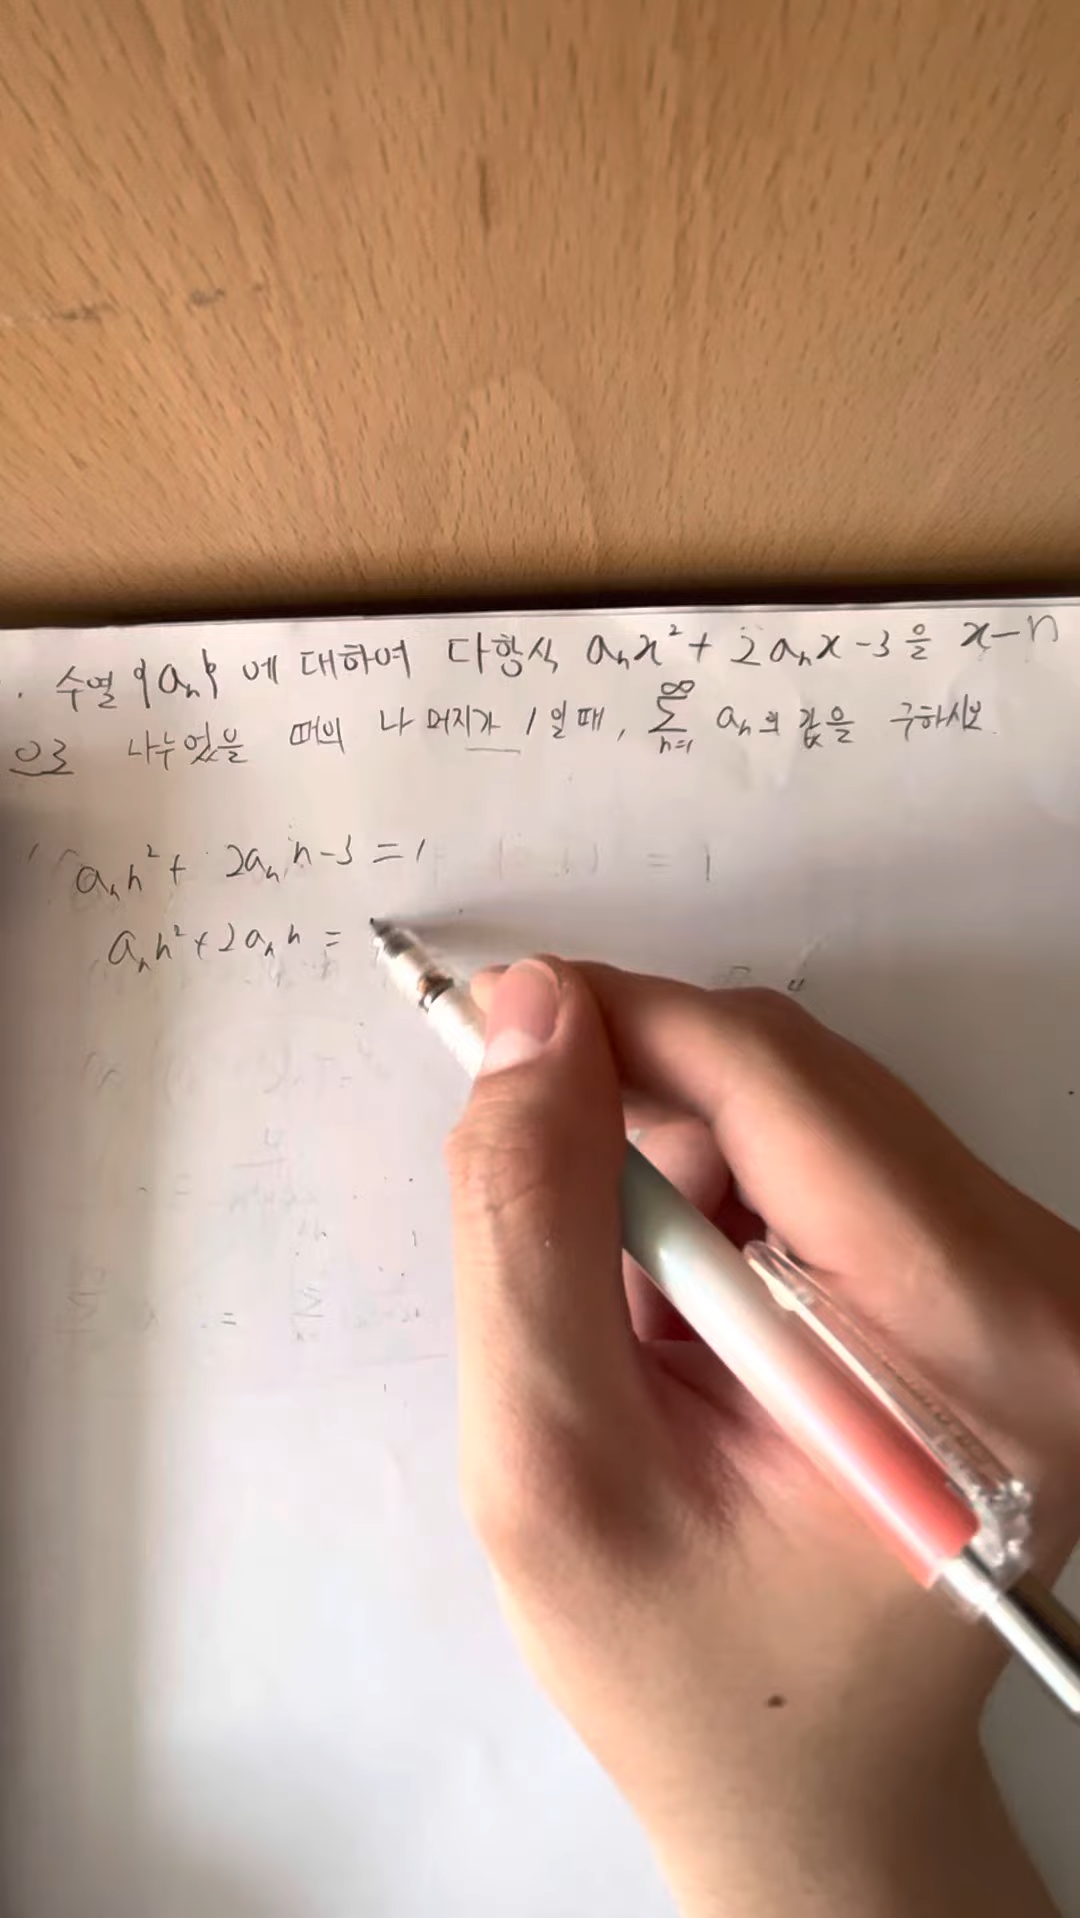 . 수열 {aₙ} 에 대하여 다항식 aₙx² + 2aₙx - 3 을 x - n
으로 나누었을 때의 나머지가 1 일 때, ∑ₙ₌₁^∞ aₙ의 값을 구하시오.
aₙn² + 2aₙn - 3 = 1
aₙn² + 2aₙn =